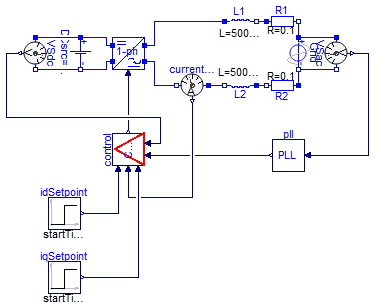 L1
R1
L=500...
R=0.1
VSdc
1-ph
current...
A
L=500...
R=0.1
VSac
Grid
L2
R2
control
C...
pll
PLL
idSetpoint
startTi...
iqSetpoint
startTi...